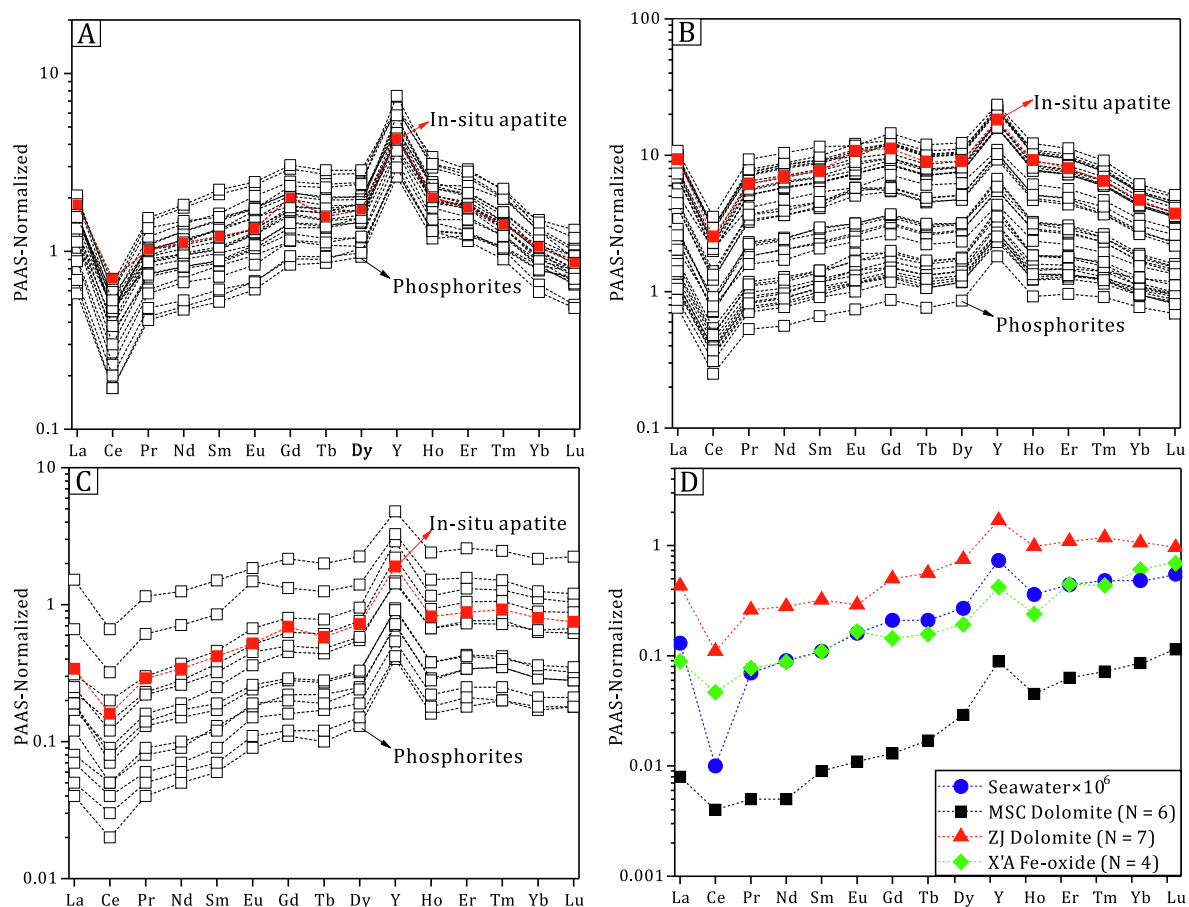 A
10
1
0.1
PAAS-Normalized
In-situ apatite
Phosphorites
La Ce Pr Nd Sm Eu Gd Tb Dy Y Ho Er Tm Yb Lu
B
100
10
1
0.1
PAAS-Normalized
In-situ apatite
Phosphorites
La Ce Pr Nd Sm Eu Gd Tb Dy Y Ho Er Tm Yb Lu
C
10
1
0.1
0.01
PAAS-Normalized
In-situ apatite
Phosphorites
La Ce Pr Nd Sm Eu Gd Tb Dy Y Ho Er Tm Yb Lu
D
1
0.1
0.01
0.001
PAAS-Normalized
Seawater×10⁶
MSC Dolomite (N = 6)
ZJ Dolomite (N = 7)
X'A Fe-oxide (N = 4)
La Ce Pr Nd Sm Eu Gd Tb Dy Y Ho Er Tm Yb Lu